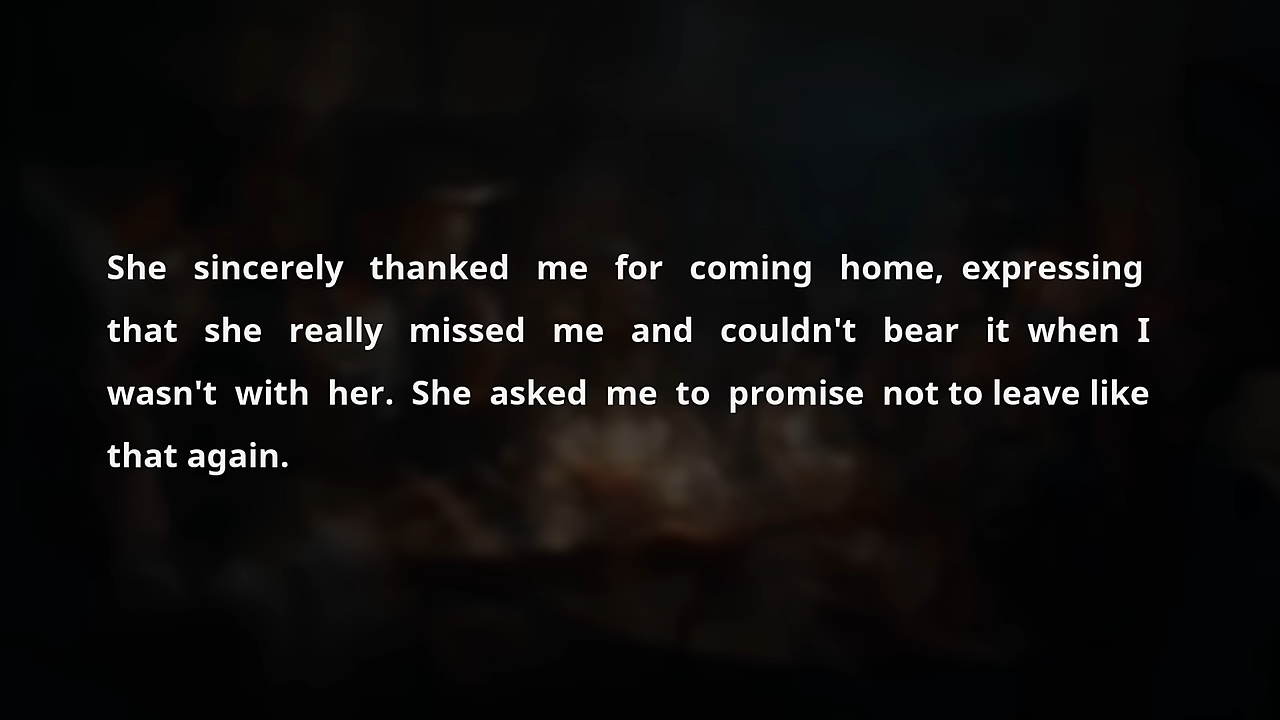 She sincerely thanked me for coming home, expressing
that she really missed me and couldn't bear it when I
wasn't with her. She asked me to promise not to leave like
that again.